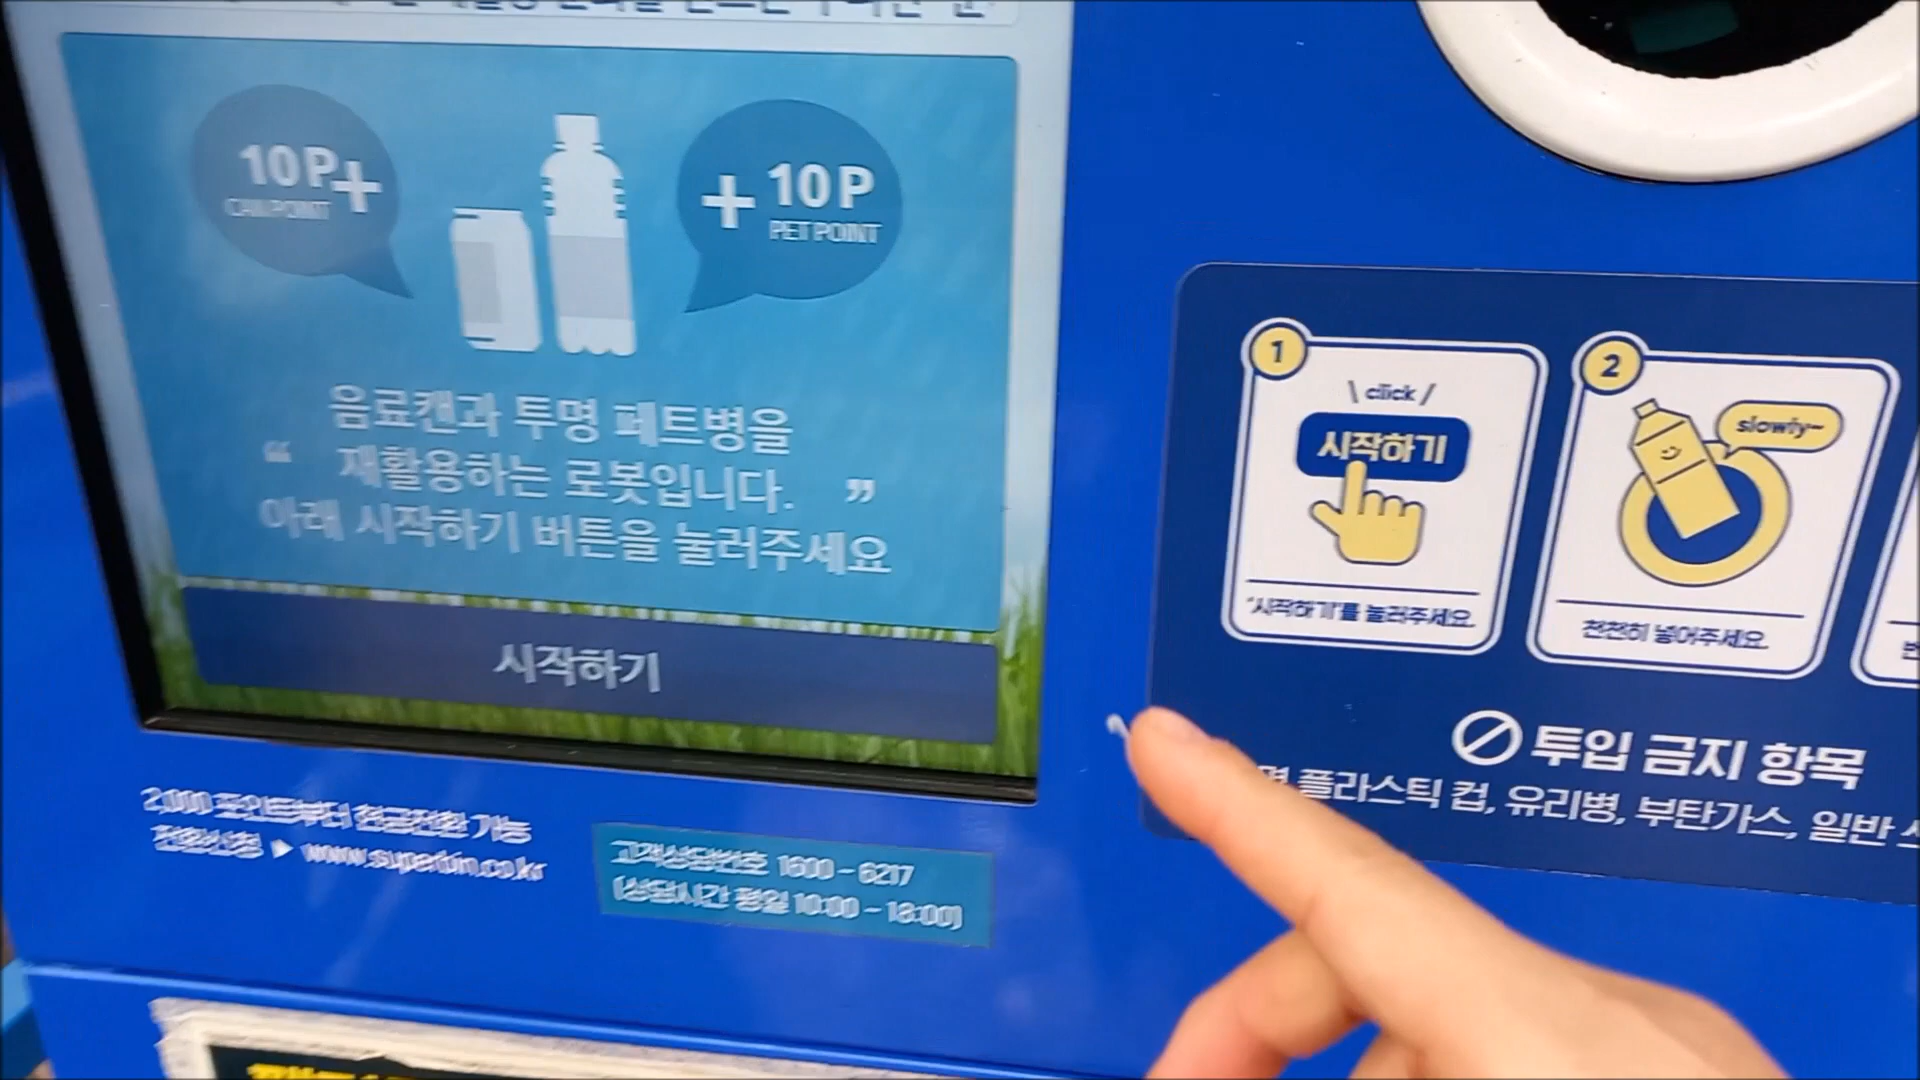 10P+
CAN POINT
+ 10P
PET POINT
음료캔과 투명 페트병을
“ 재활용하는 로봇입니다. ”
아래 시작하기 버튼을 눌러주세요
시작하기
2,000 포인트부터 현금전환 가능
전환신청 ▶ www.superbin.co.kr
고객상담번호 1600 - 6217
(상담시간 평일 10:00 - 18:00)
1
\ click /
시작하기
'시작하기'를 눌러주세요.
2
slowly~
천천히 넣어주세요.
투입 금지 항목
플라스틱 컵, 유리병, 부탄가스, 일반